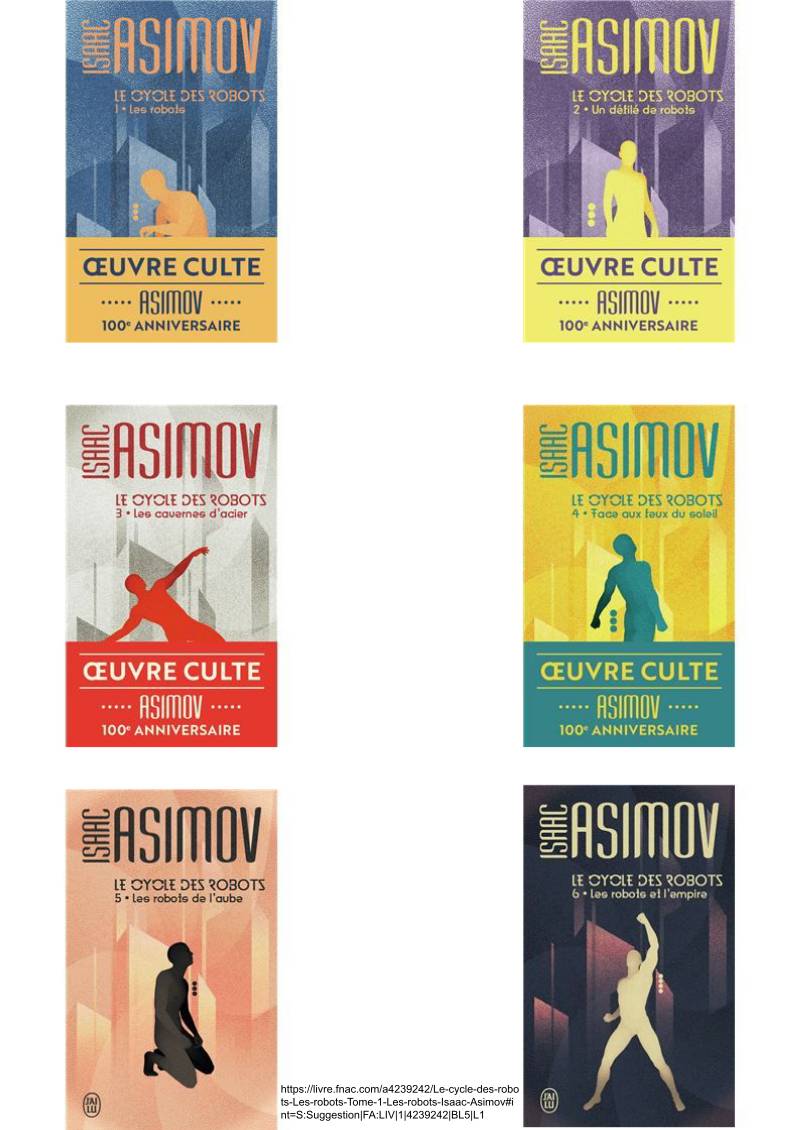 ISAAC
ASIMOV
LE CYCLE DES ROBOTS
1 • Les robots
ŒUVRE CULTE
ASIMOV
100e ANNIVERSAIRE
ISAAC
ASIMOV
LE CYCLE DES ROBOTS
2 • Un défilé de robots
ŒUVRE CULTE
ASIMOV
100e ANNIVERSAIRE
ISAAC
ASIMOV
LE CYCLE DES ROBOTS
3 • Les cavernes d'acier
ŒUVRE CULTE
ASIMOV
100e ANNIVERSAIRE
ISAAC
ASIMOV
LE CYCLE DES ROBOTS
4 • Face aux feux du soleil
ŒUVRE CULTE
ASIMOV
100e ANNIVERSAIRE
ISAAC
ASIMOV
LE CYCLE DES ROBOTS
5 • Les robots de l'aube
J'AI
LU
ISAAC
ASIMOV
LE CYCLE DES ROBOTS
6 • Les robots et l'empire
J'AI
LU
https://livre.fnac.com/a4239242/Le-cycle-des-robo
ts-Les-robots-Tome-1-Les-robots-Isaac-Asimov#i
nt=S:Suggestion|FA:LIV|1|4239242|BL5|L1